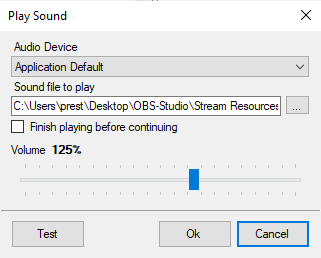 Play Sound
Audio Device
Application Default
Sound file to play
C:\Users\prest\Desktop\OBS-Studio\Stream Resources
...
Finish playing before continuing
Volume 125%
Test
Ok
Cancel